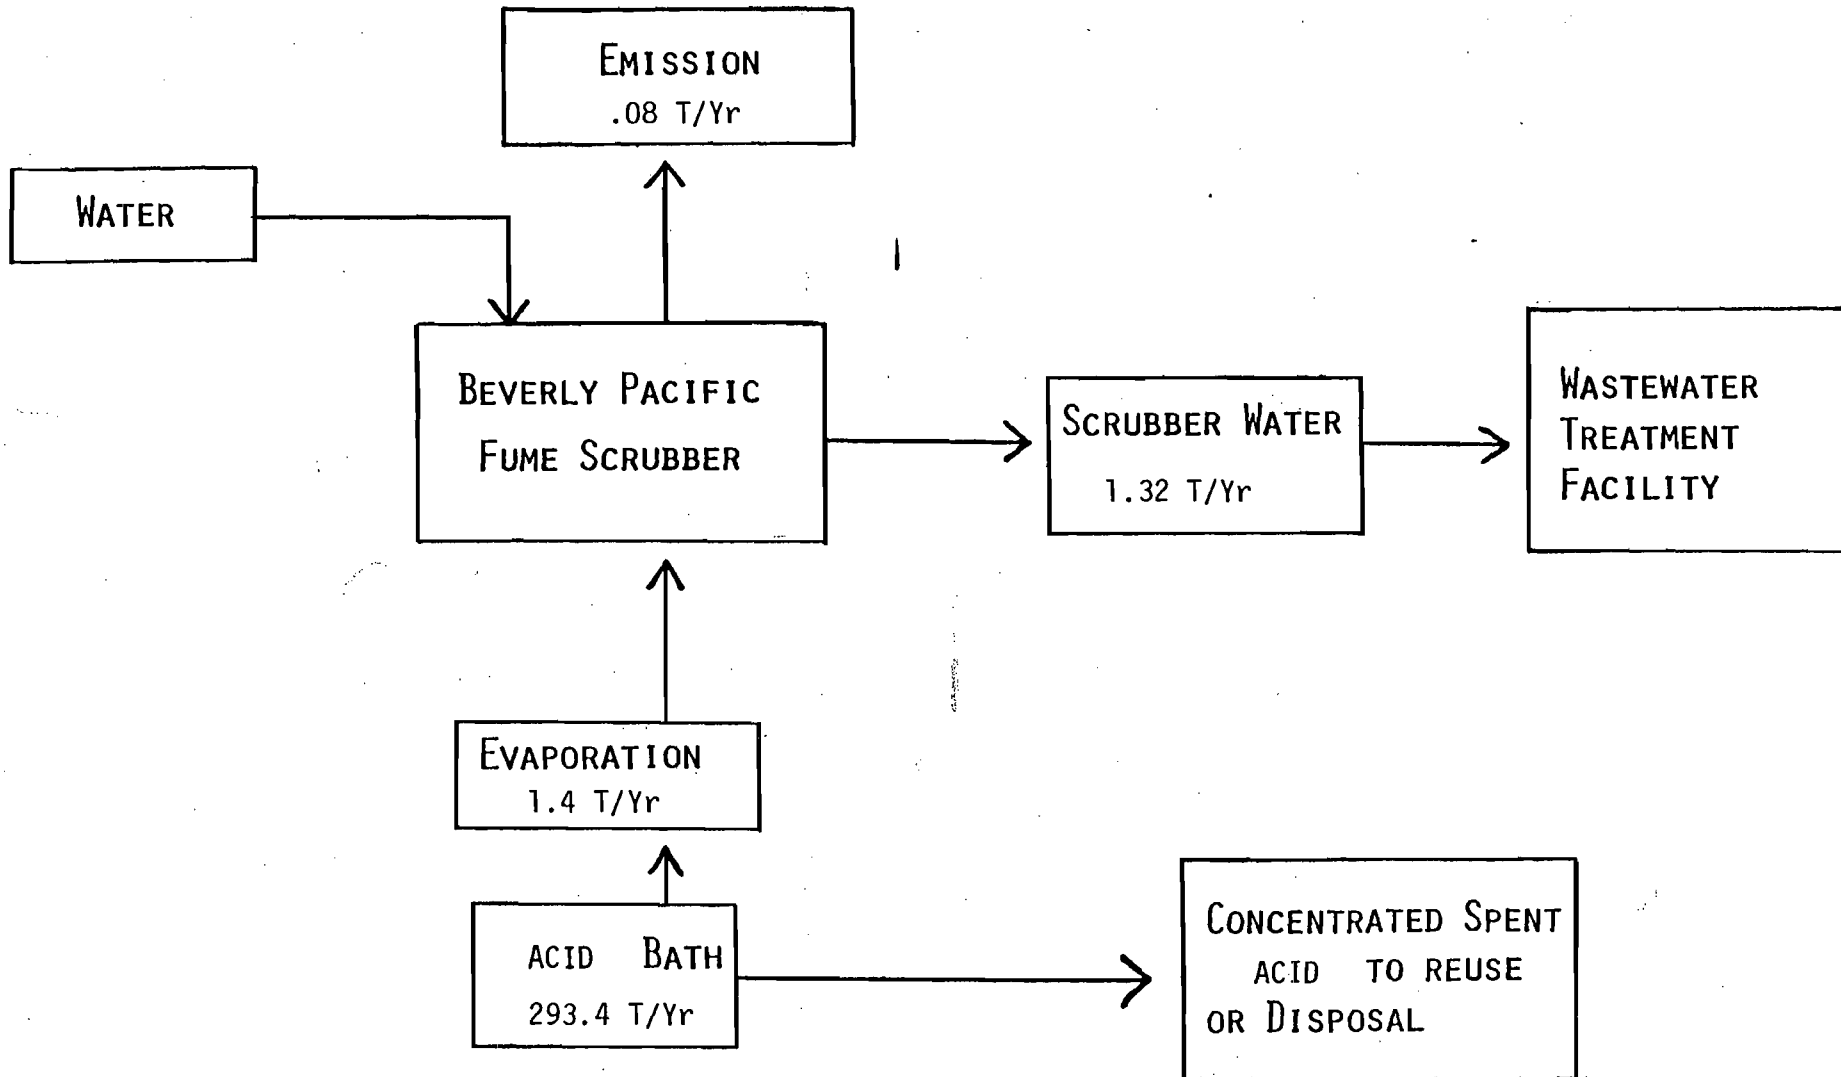 EMISSION
.08 T/Yr
WATER
BEVERLY PACIFIC
FUME SCRUBBER
SCRUBBER WATER
1.32 T/Yr
WASTEWATER
TREATMENT
FACILITY
EVAPORATION
1.4 T/Yr
ACID BATH
293.4 T/Yr
CONCENTRATED SPENT
ACID TO REUSE
OR DISPOSAL